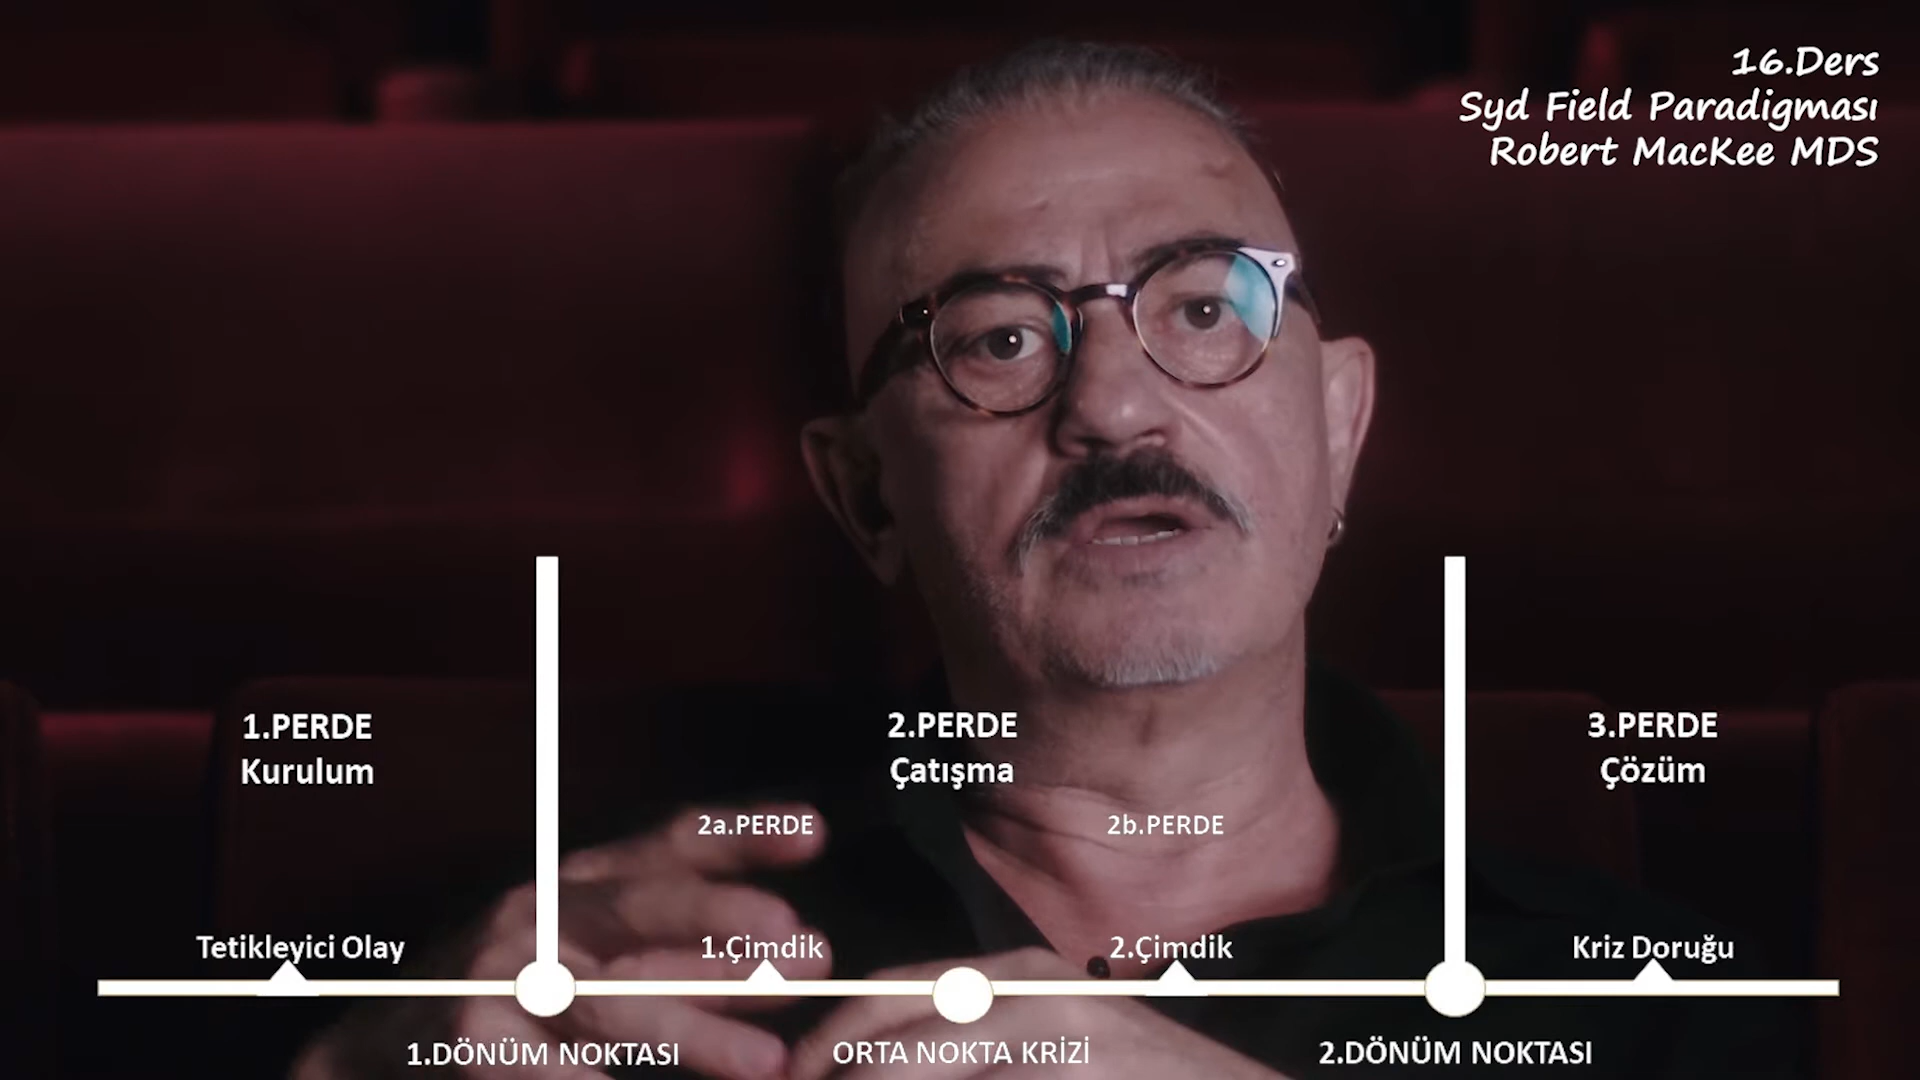 16.Ders
Syd Field Paradigması
Robert MacKee MDS
1.PERDE
Kurulum
2.PERDE
Çatışma
3.PERDE
Çözüm
2a.PERDE
2b.PERDE
Tetikleyici Olay
1.Çimdik
2.Çimdik
Kriz Doruğu
1.DÖNÜM NOKTASI
ORTA NOKTA KRİZİ
2.DÖNÜM NOKTASI